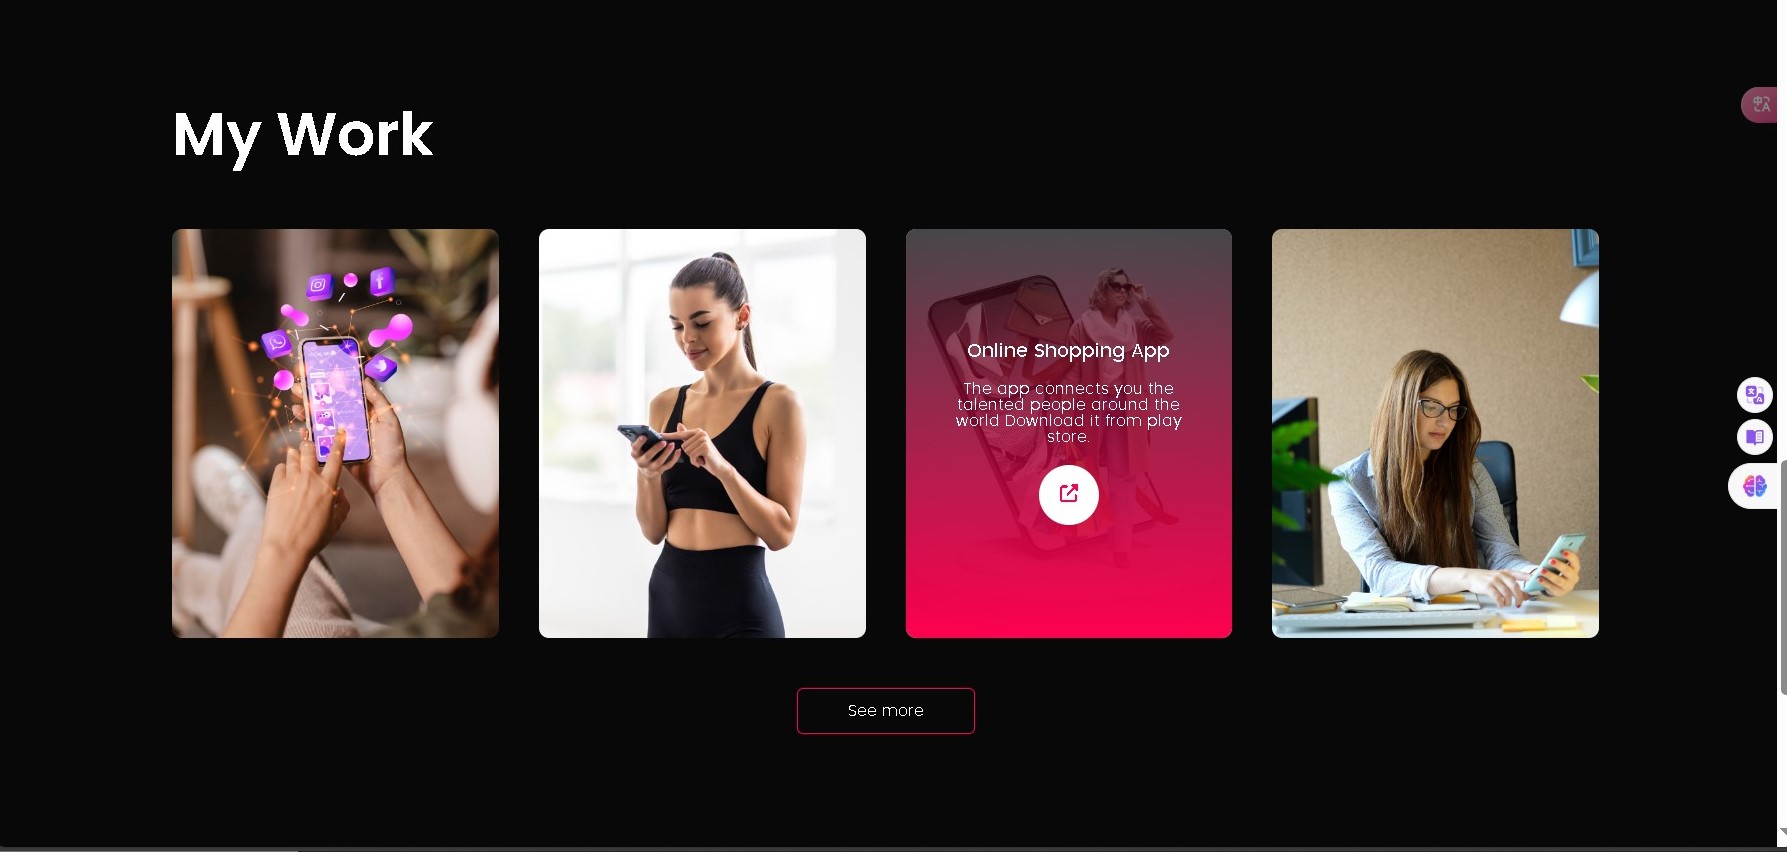 My Work
Online Shopping App
The app connects you the
talented people around the
world Download it from play
store.
See more